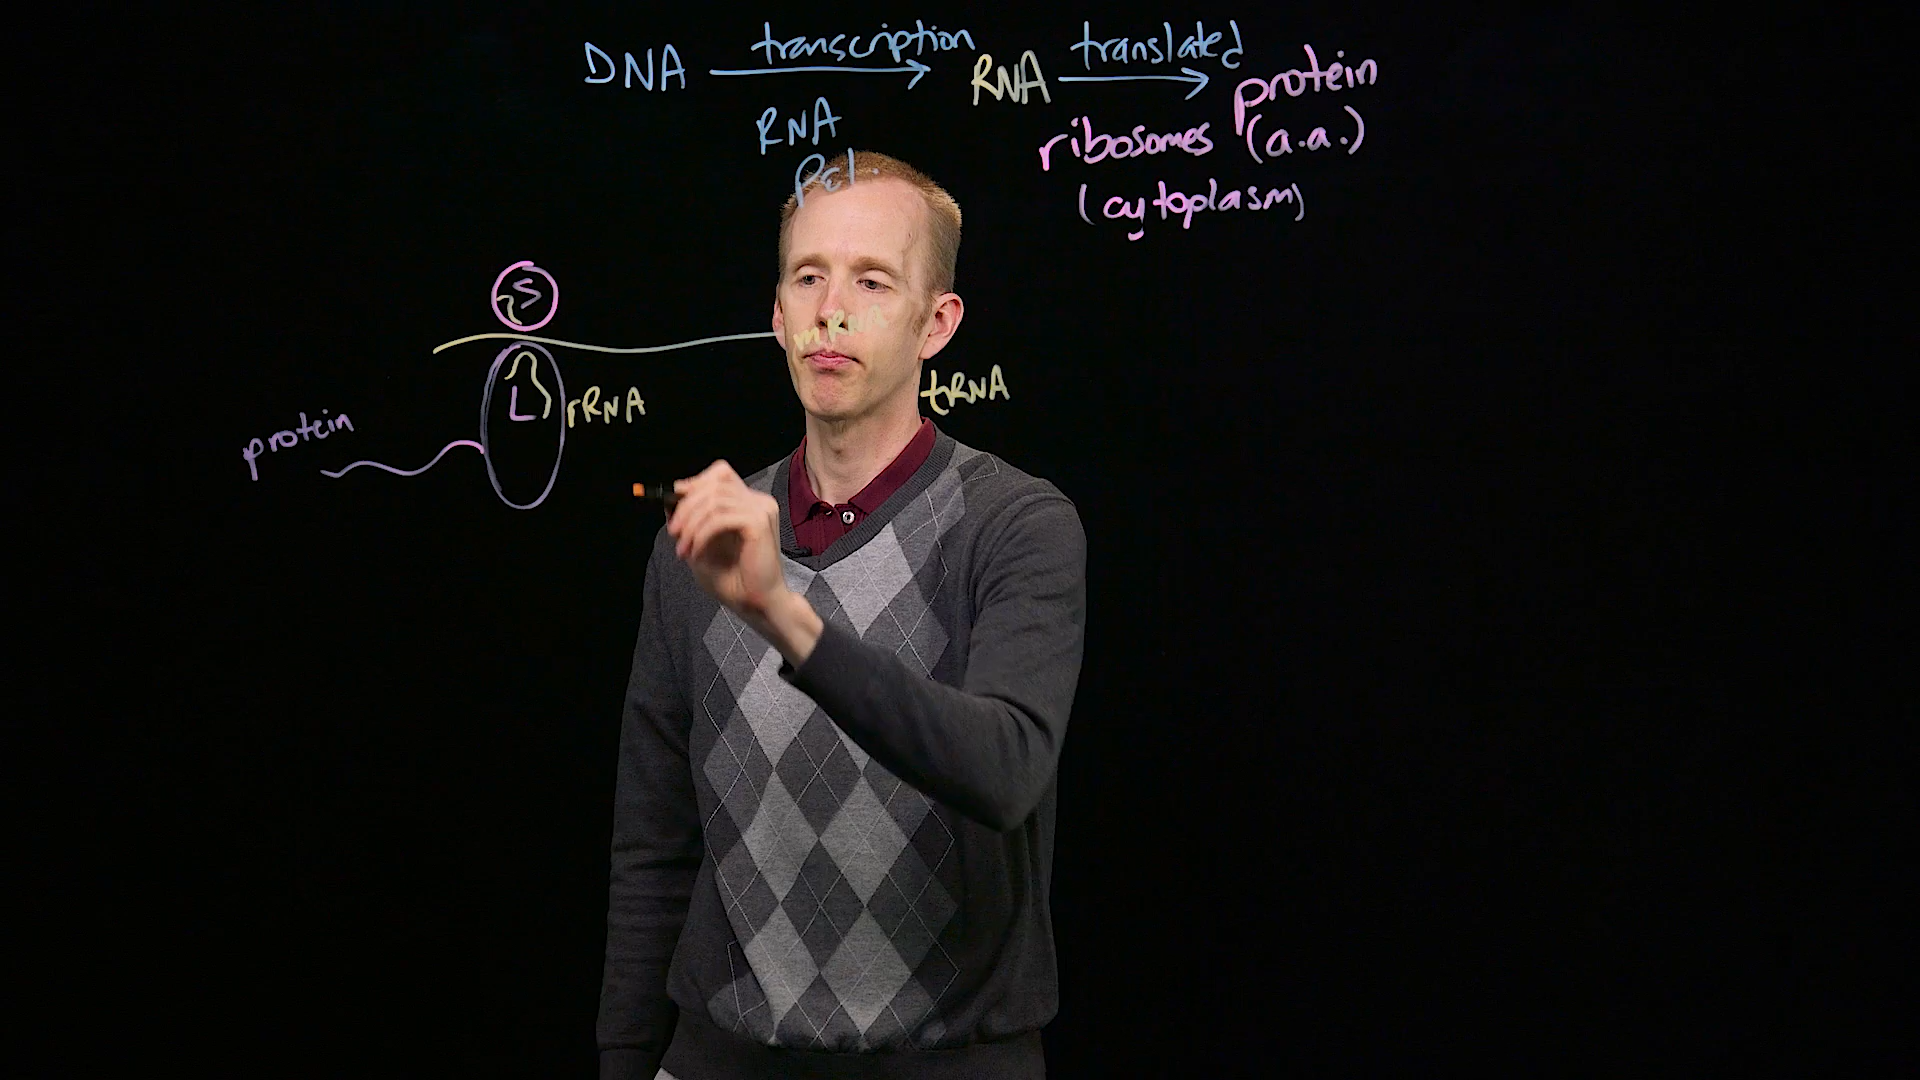 DNA transcription RNA translated protein
RNA Pol. ribosomes (a.a.)
(cytoplasm)
S
mRNA
L rRNA tRNA
protein